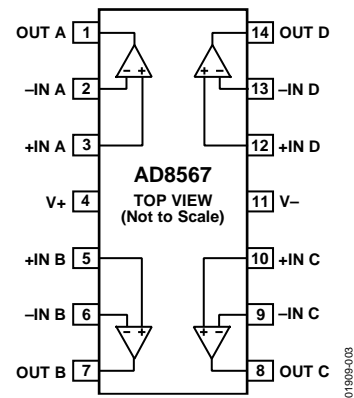 OUT A 1
14 OUT D
–IN A 2
13 –IN D
+IN A 3
12 +IN D
AD8567
V+ 4
TOP VIEW
(Not to Scale)
11 V–
+IN B 5
10 +IN C
–IN B 6
9 –IN C
OUT B 7
8 OUT C
– +
+ –
– +
– +
01909-003